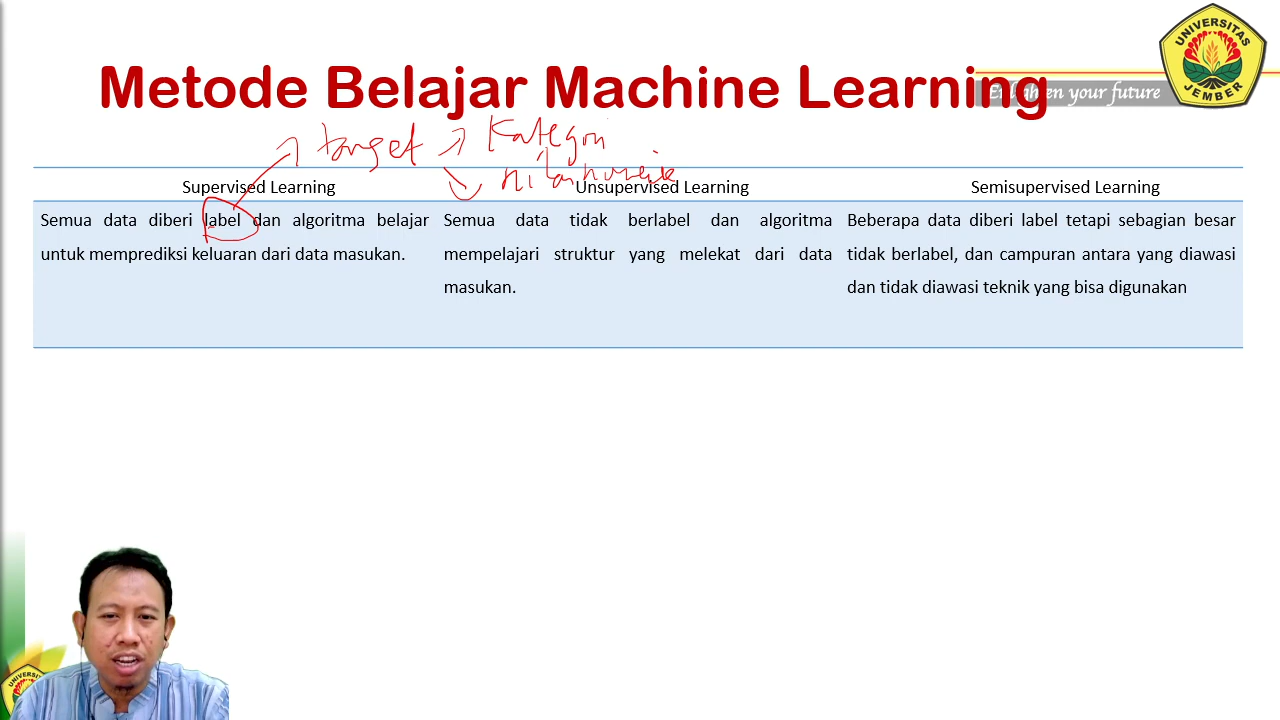 UNIVERSITAS
JEMBER
Metode Belajar Machine Learning
en your future
target
Kategori
nilai numerik
Supervised Learning
Unsupervised Learning
Semisupervised Learning
Semua data diberi label dan algoritma belajar
untuk memprediksi keluaran dari data masukan.
Semua data tidak berlabel dan algoritma
mempelajari struktur yang melekat dari data
masukan.
Beberapa data diberi label tetapi sebagian besar
tidak berlabel, dan campuran antara yang diawasi
dan tidak diawasi teknik yang bisa digunakan